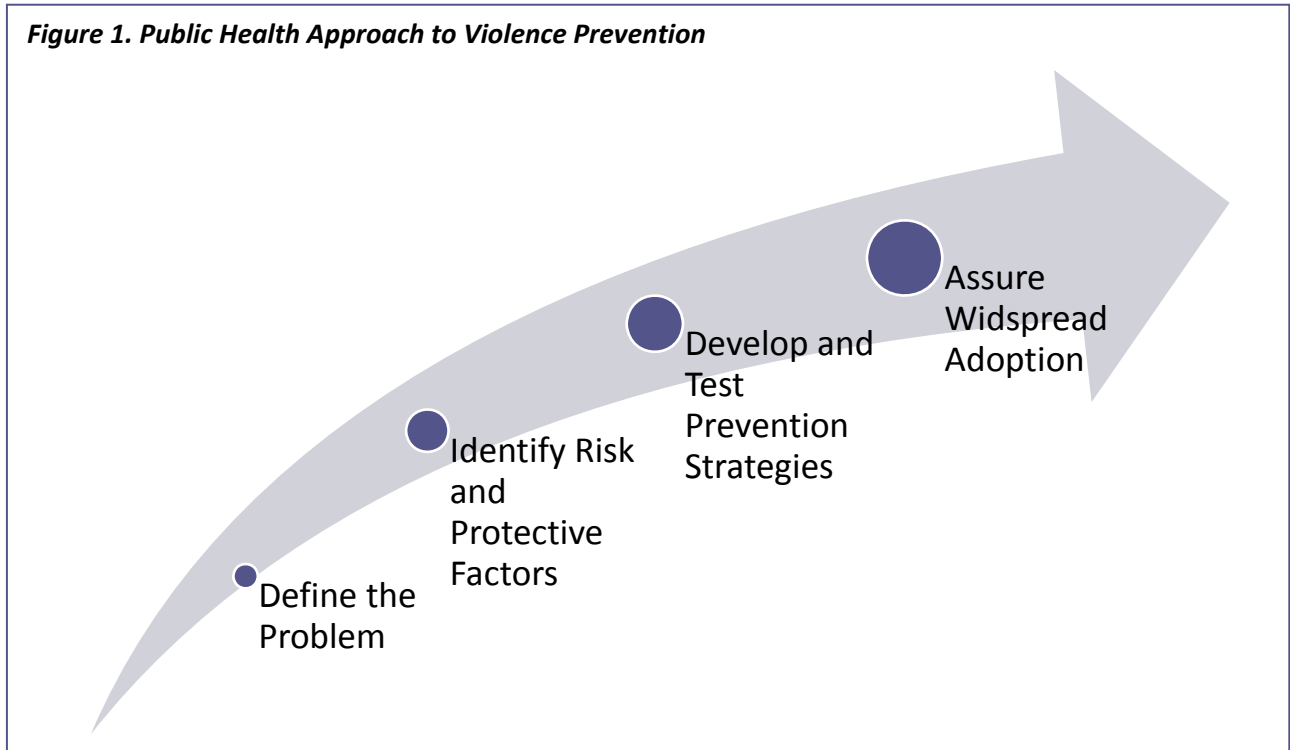 Figure 1. Public Health Approach to Violence Prevention
Define the
Problem
Identify Risk
and
Protective
Factors
Develop and
Test
Prevention
Strategies
Assure
Widspread
Adoption